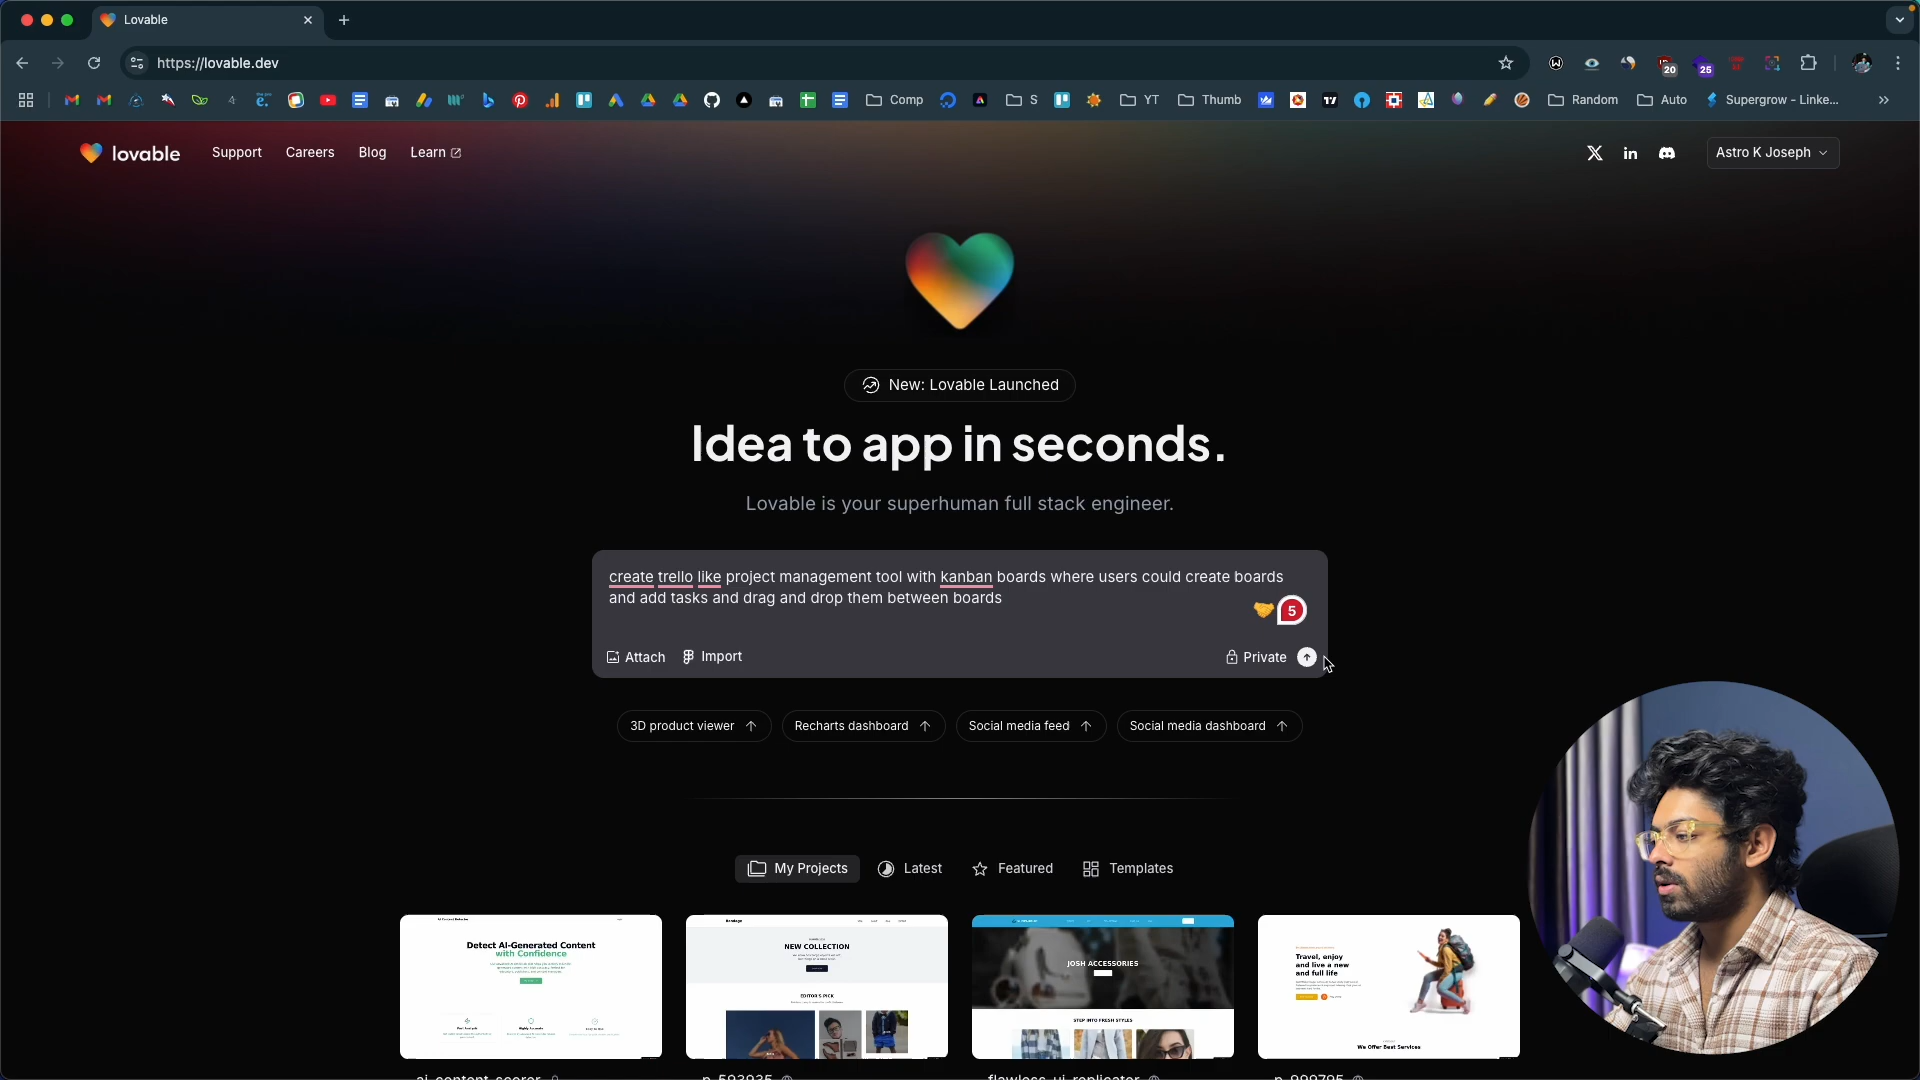 Lovable
https://lovable.dev
20
25
Comp
S
YT
Thumb
Random
Auto
Supergrow - Linke...
lovable
Support
Careers
Blog
Learn
Astro K Joseph
New: Lovable Launched
Idea to app in seconds.
Lovable is your superhuman full stack engineer.
create trello like project management tool with kanban boards where users could create boards
and add tasks and drag and drop them between boards
5
Attach
Import
Private
3D product viewer
Recharts dashboard
Social media feed
Social media dashboard
My Projects
Latest
Featured
Templates
Detect AI-Generated Content
with Confidence
NEW COLLECTION
EDITOR'S PICK
JOSH ACCESSORIES
STEP INTO FRESH STYLES
Travel, enjoy
and live a new
and full life
We Offer Best Services